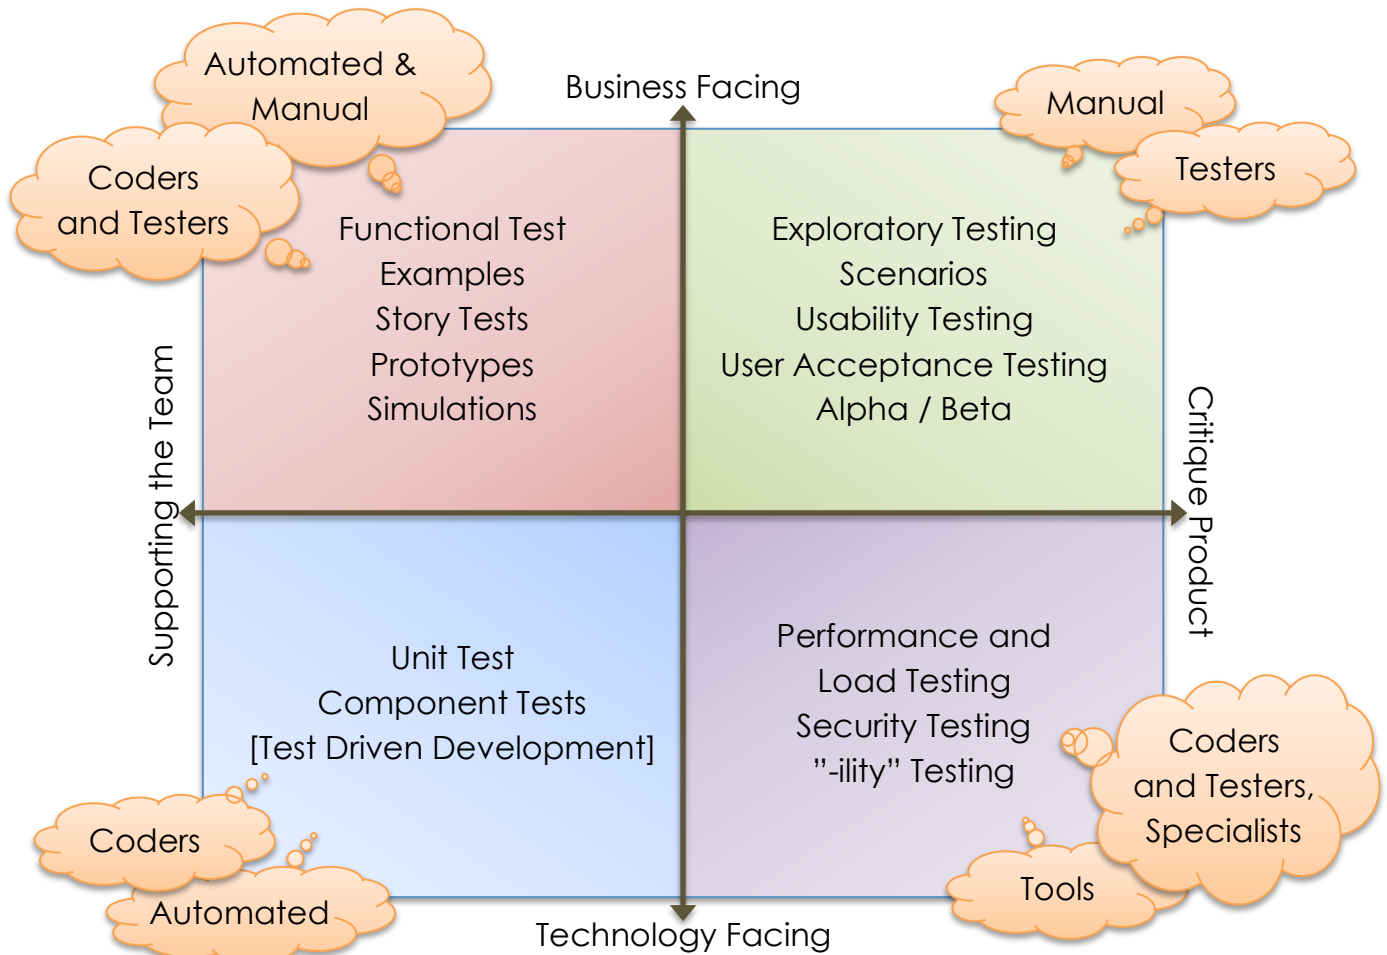 Automated &
Manual
Business Facing
Manual
Testers
Coders
and Testers
Functional Test
Examples
Story Tests
Prototypes
Simulations
Exploratory Testing
Scenarios
Usability Testing
User Acceptance Testing
Alpha / Beta
Supporting the Team
Critique Product
Unit Test
Component Tests
[Test Driven Development]
Performance and
Load Testing
Security Testing
”-ility” Testing
Coders
and Testers,
Specialists
Coders
Automated
Tools
Technology Facing